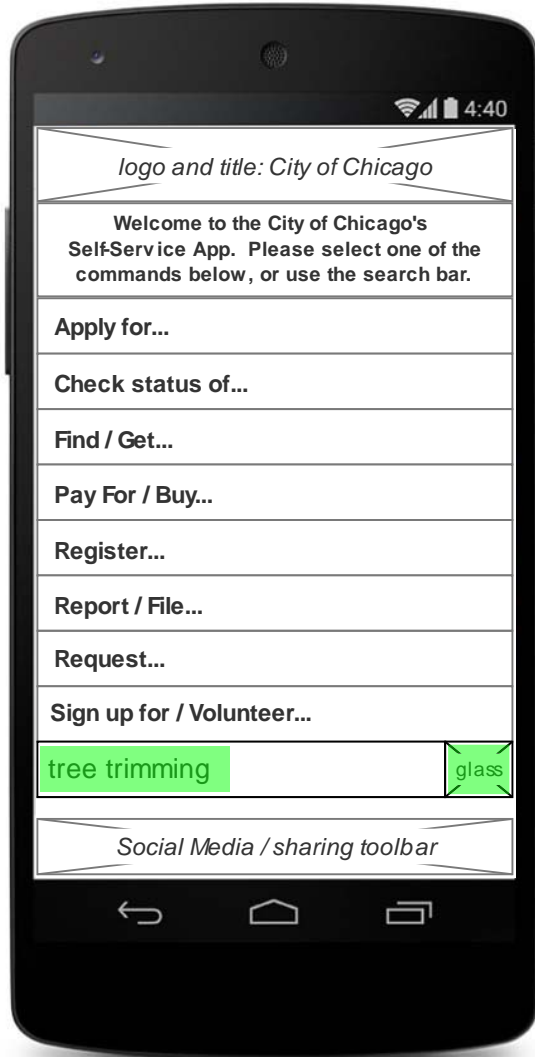 4:40
logo and title: City of Chicago
Welcome to the City of Chicago's
Self-Service App. Please select one of the
commands below, or use the search bar.
Apply for...
Check status of...
Find / Get...
Pay For / Buy...
Register...
Report / File...
Request...
Sign up for / Volunteer...
tree trimming glass
Social Media / sharing toolbar